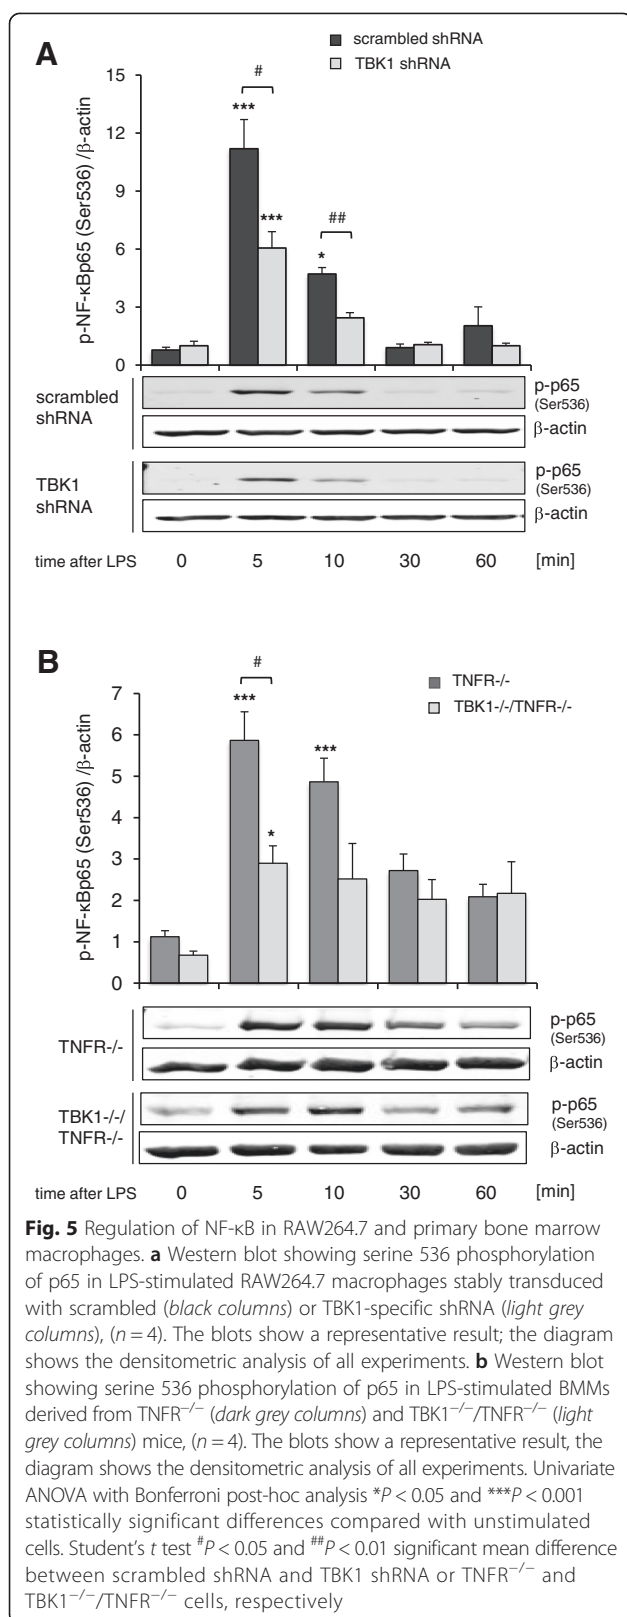 A
scrambled shRNA
TBK1 shRNA
p-NF-κBp65 (Ser536) /β-actin
15
12
9
6
3
0
***
#
***
*
##
scrambled
shRNA
p-p65
(Ser536)
β-actin
TBK1
shRNA
p-p65
(Ser536)
β-actin
time after LPS 0 5 10 30 60 [min]
B
TNFR-/-
TBK1-/-/TNFR-/-
p-NF-κBp65 (Ser536) /β-actin
7
6
5
4
3
2
1
0
#
***
*
***
TNFR-/-
p-p65
(Ser536)
β-actin
TBK1-/-/
TNFR-/-
p-p65
(Ser536)
β-actin
time after LPS 0 5 10 30 60 [min]
Fig. 5 Regulation of NF-κB in RAW264.7 and primary bone marrow
macrophages. a Western blot showing serine 536 phosphorylation
of p65 in LPS-stimulated RAW264.7 macrophages stably transduced
with scrambled (black columns) or TBK1-specific shRNA (light grey
columns), (n = 4). The blots show a representative result; the diagram
shows the densitometric analysis of all experiments. b Western blot
showing serine 536 phosphorylation of p65 in LPS-stimulated BMMs
derived from TNFR−/− (dark grey columns) and TBK1−/−/TNFR−/− (light
grey columns) mice, (n = 4). The blots show a representative result, the
diagram shows the densitometric analysis of all experiments. Univariate
ANOVA with Bonferroni post-hoc analysis *P < 0.05 and ***P < 0.001
statistically significant differences compared with unstimulated
cells. Student's t test #P < 0.05 and ##P < 0.01 significant mean difference
between scrambled shRNA and TBK1 shRNA or TNFR−/− and
TBK1−/−/TNFR−/− cells, respectively